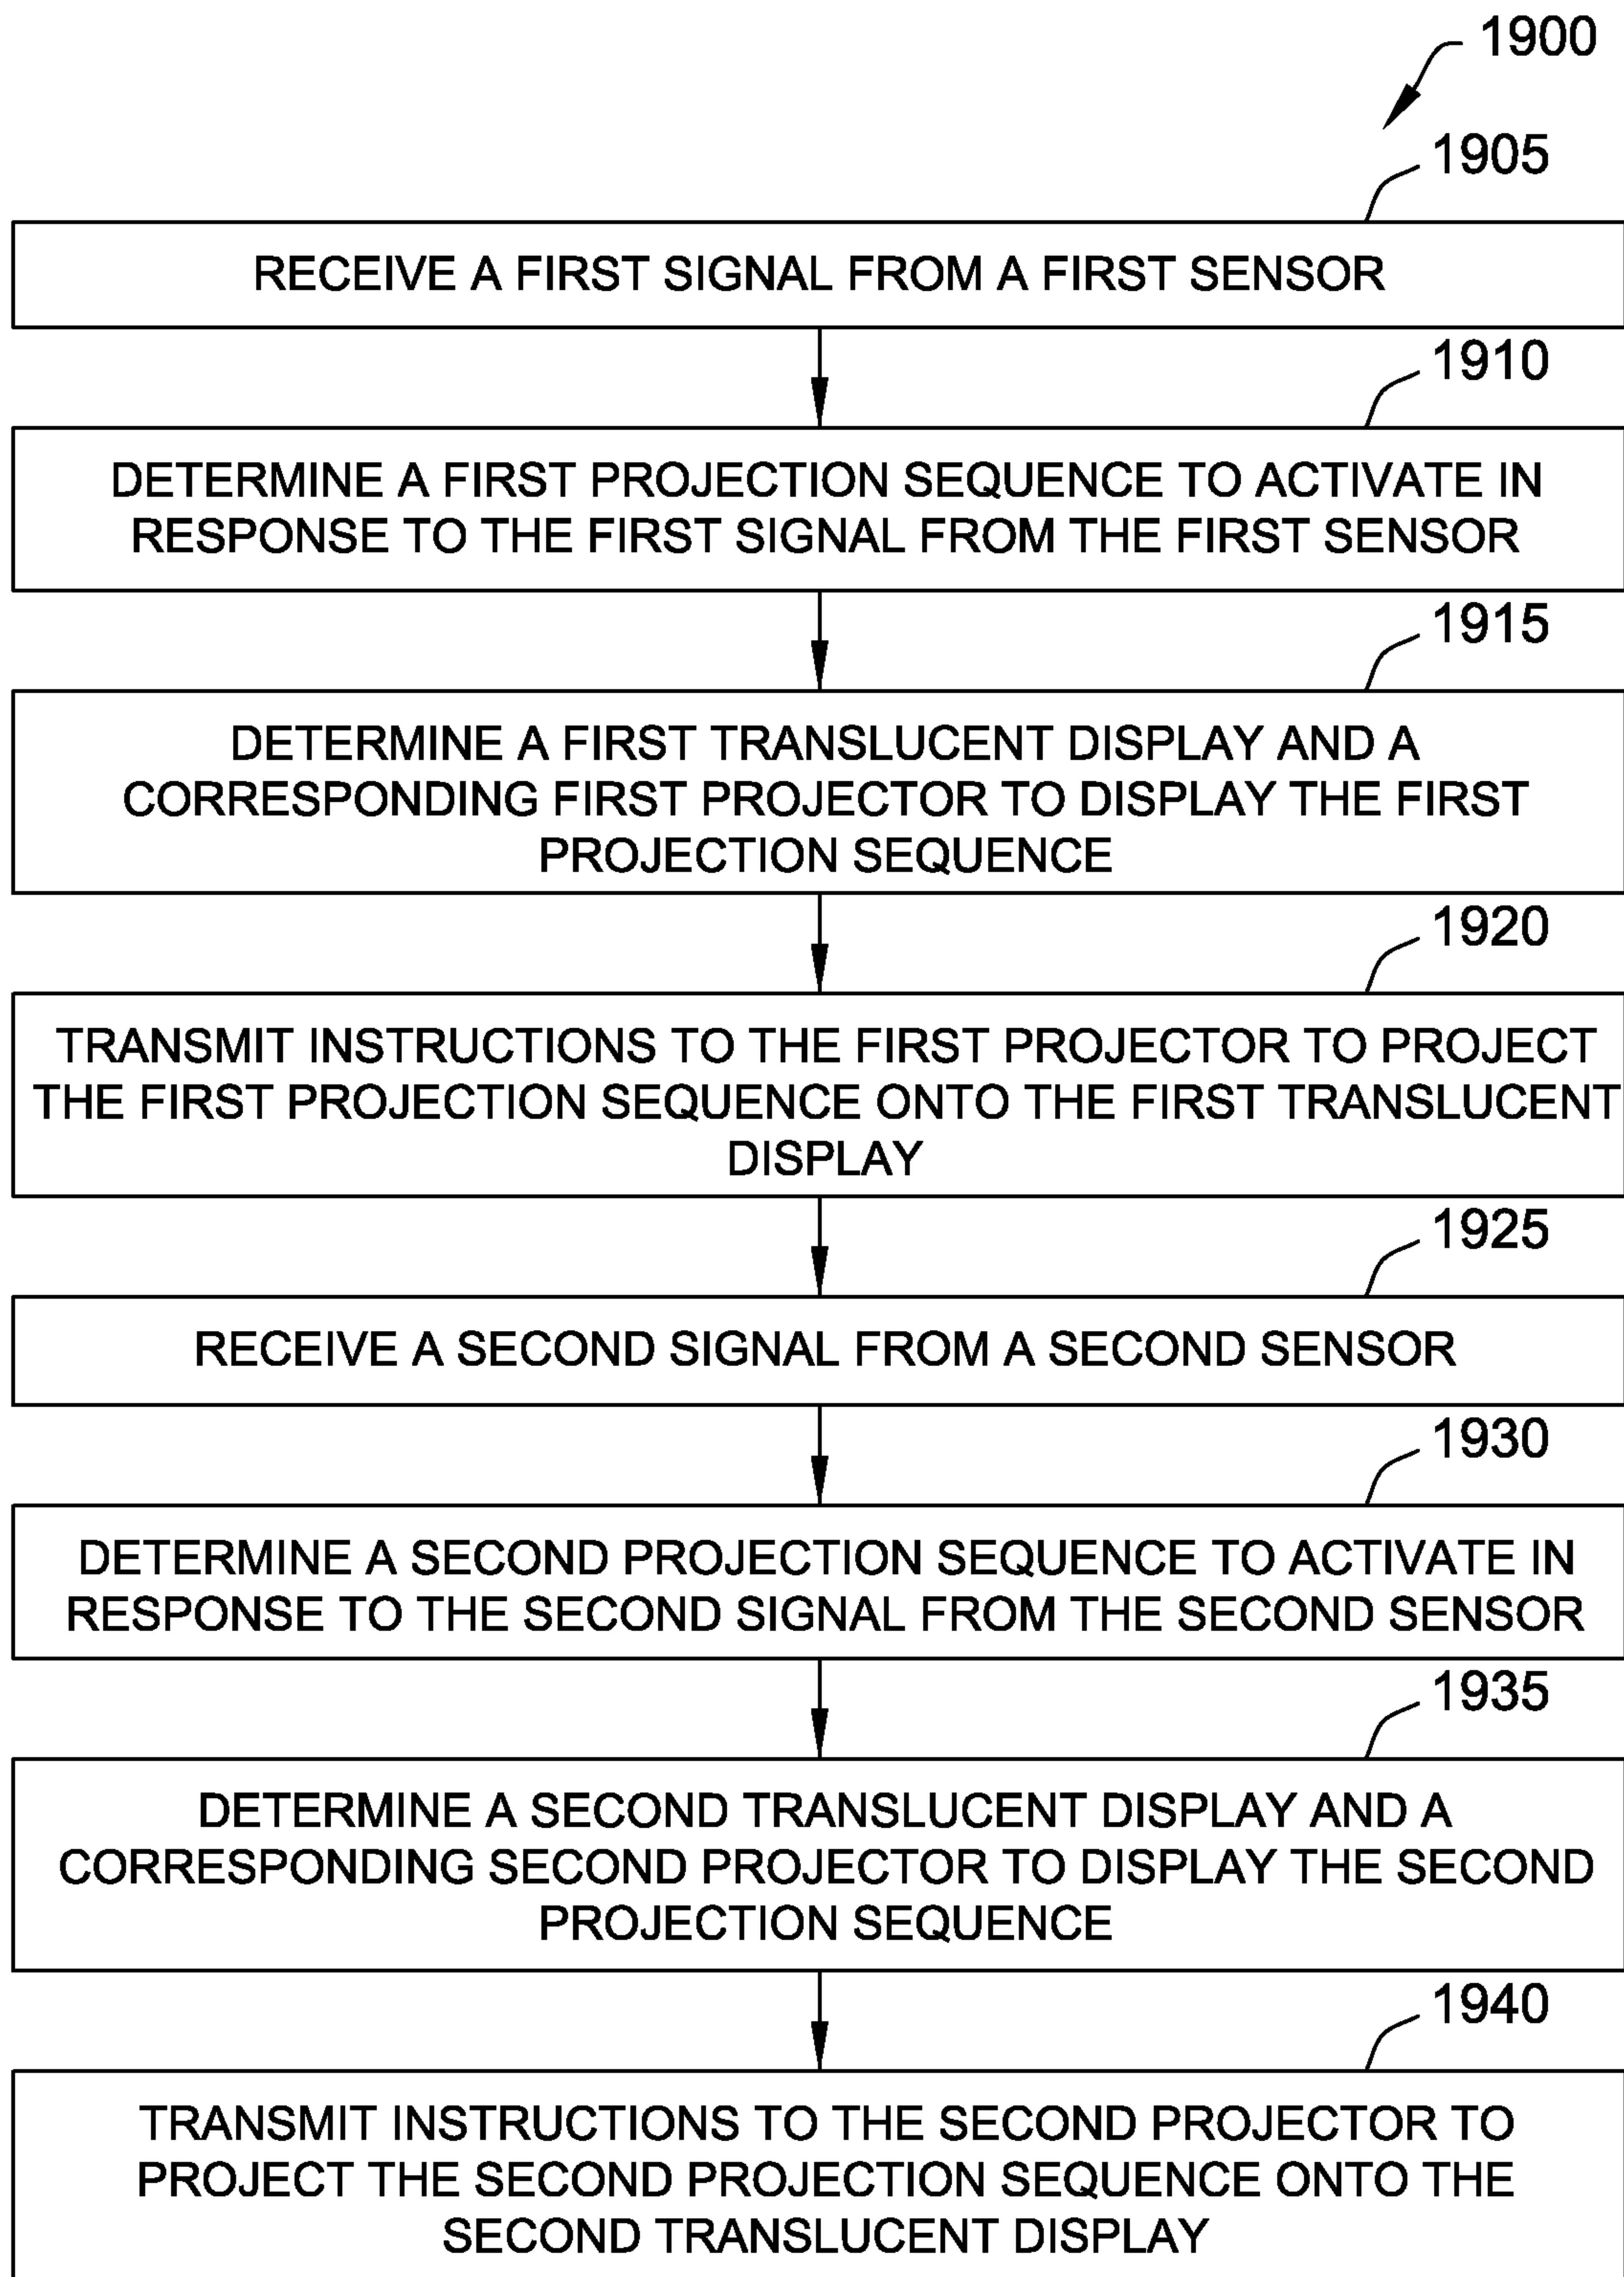 1900
1905
RECEIVE A FIRST SIGNAL FROM A FIRST SENSOR
1910
DETERMINE A FIRST PROJECTION SEQUENCE TO ACTIVATE IN
RESPONSE TO THE FIRST SIGNAL FROM THE FIRST SENSOR
1915
DETERMINE A FIRST TRANSLUCENT DISPLAY AND A
CORRESPONDING FIRST PROJECTOR TO DISPLAY THE FIRST
PROJECTION SEQUENCE
1920
TRANSMIT INSTRUCTIONS TO THE FIRST PROJECTOR TO PROJECT
THE FIRST PROJECTION SEQUENCE ONTO THE FIRST TRANSLUCENT
DISPLAY
1925
RECEIVE A SECOND SIGNAL FROM A SECOND SENSOR
1930
DETERMINE A SECOND PROJECTION SEQUENCE TO ACTIVATE IN
RESPONSE TO THE SECOND SIGNAL FROM THE SECOND SENSOR
1935
DETERMINE A SECOND TRANSLUCENT DISPLAY AND A
CORRESPONDING SECOND PROJECTOR TO DISPLAY THE SECOND
PROJECTION SEQUENCE
1940
TRANSMIT INSTRUCTIONS TO THE SECOND PROJECTOR TO
PROJECT THE SECOND PROJECTION SEQUENCE ONTO THE
SECOND TRANSLUCENT DISPLAY